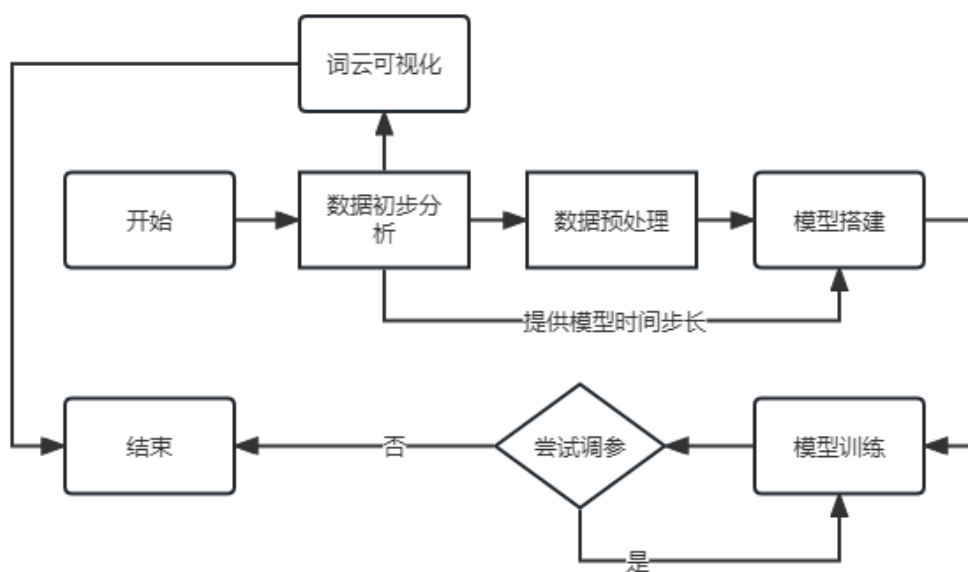 词云可视化
开始
数据初步分
析
数据预处理
模型搭建
提供模型时间步长
结束
否
尝试调参
模型训练
是